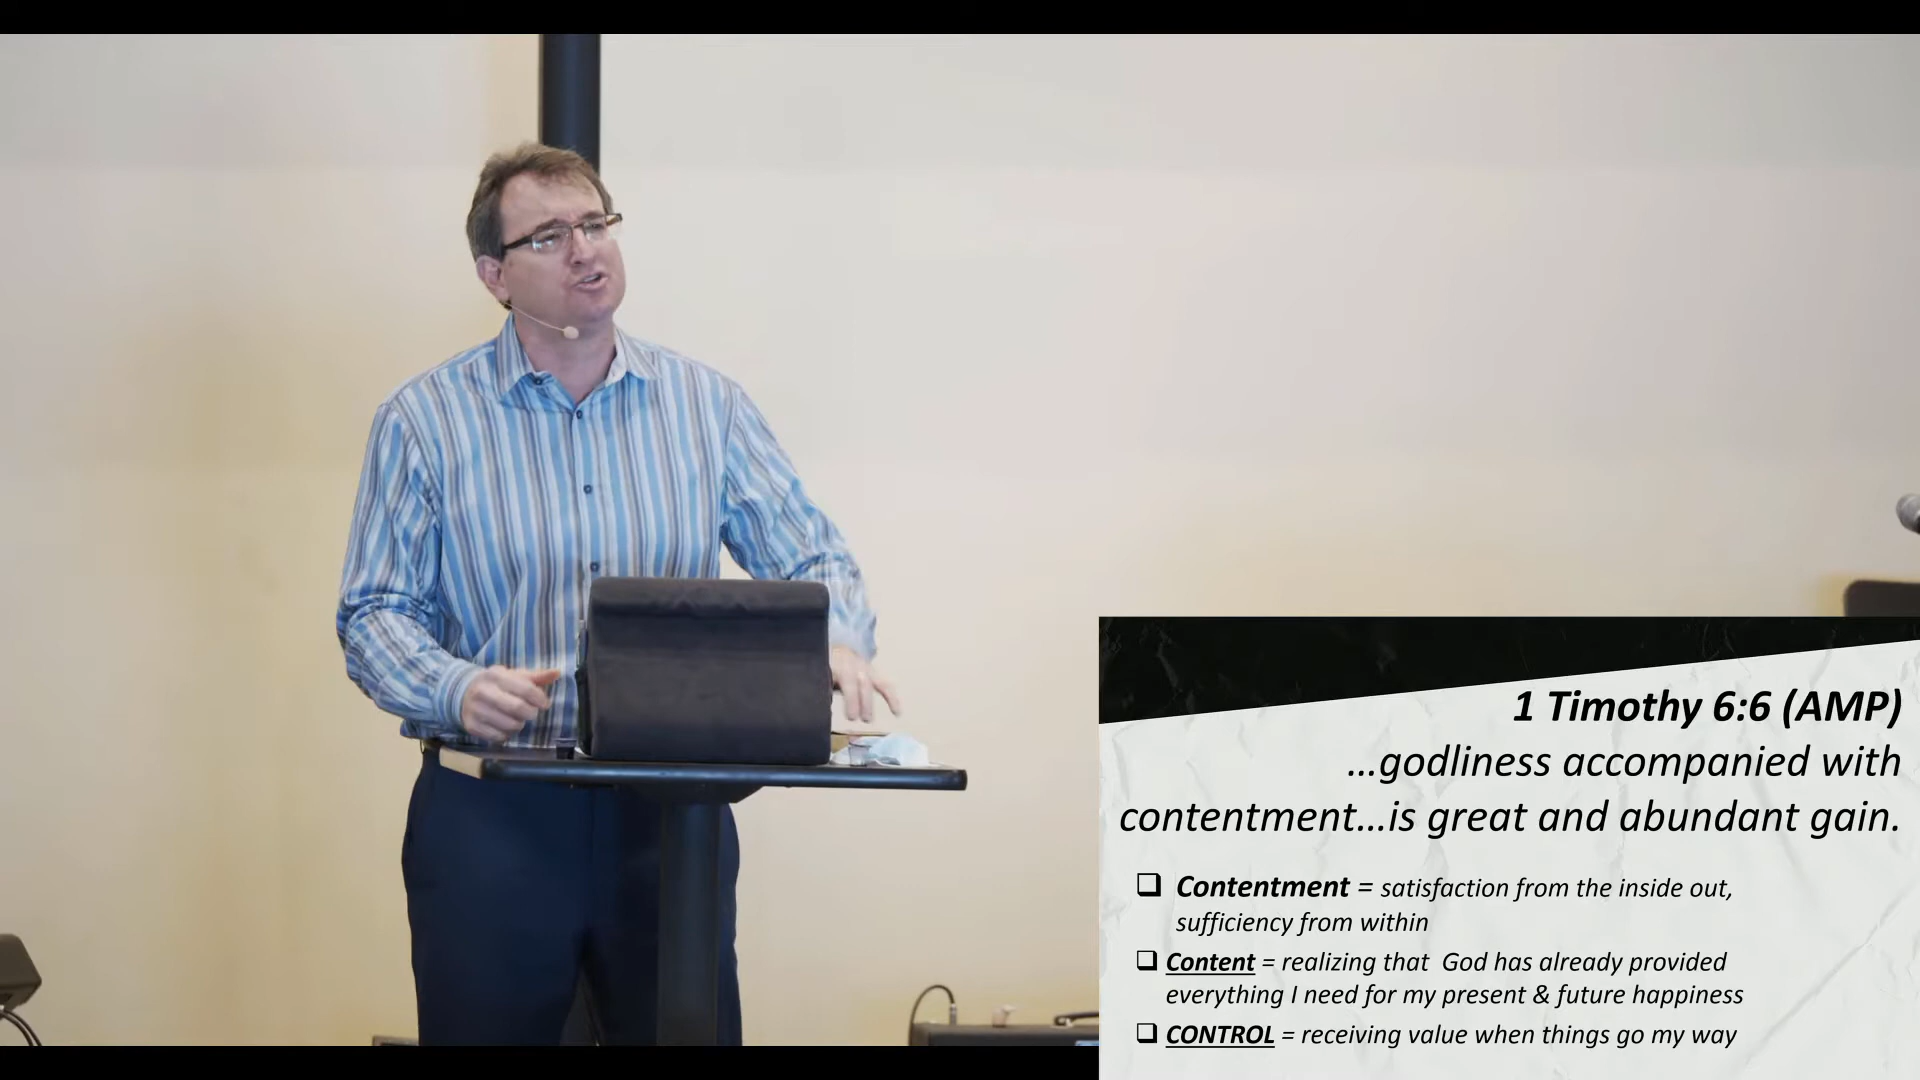 1 Timothy 6:6 (AMP)
…godliness accompanied with
contentment…is great and abundant gain.
❑ Contentment = satisfaction from the inside out,
sufficiency from within
❑ Content = realizing that God has already provided
everything I need for my present & future happiness
❑ CONTROL = receiving value when things go my way